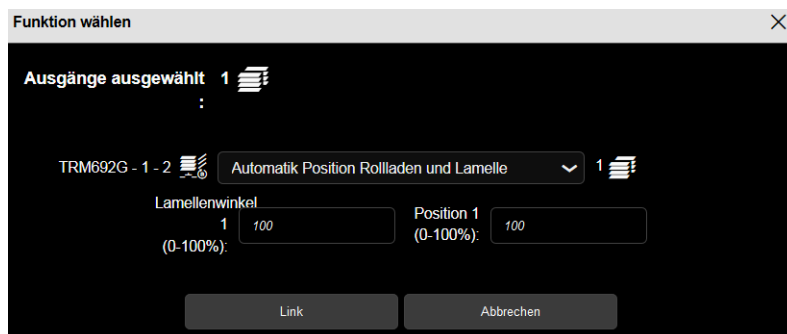 Funktion wählen
Ausgänge ausgewählt 1
:
TRM692G - 1 - 2 Automatik Position Rollladen und Lamelle 1
Lamellenwinkel
1
(0-100%):
100
Position 1
(0-100%):
100
Link Abbrechen